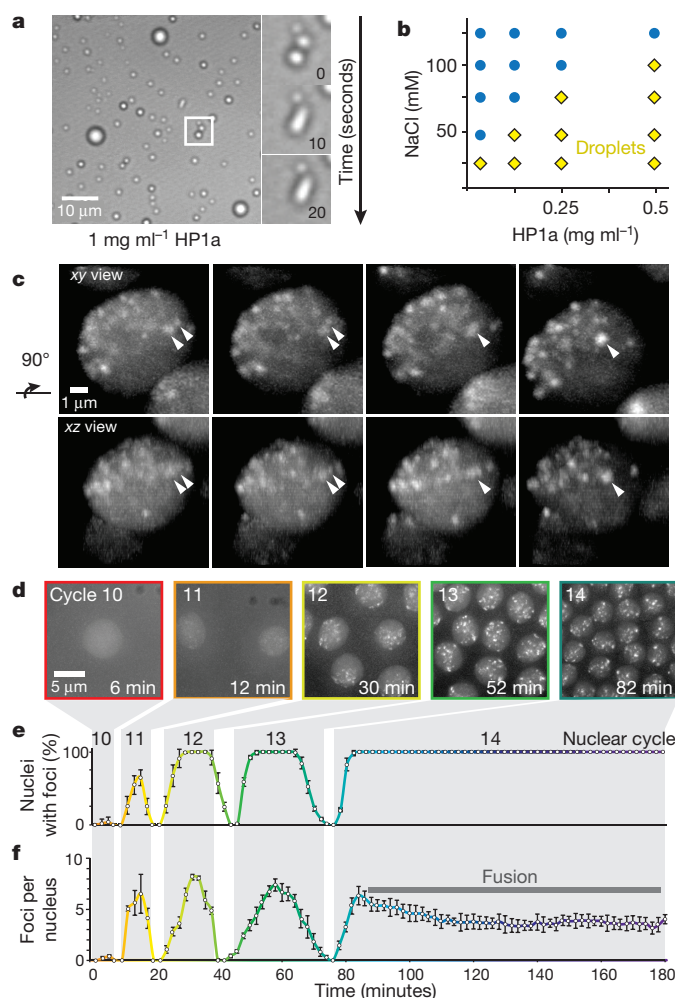 a
0
10
20
10 μm
1 mg ml⁻¹ HP1a
Time (seconds)
b
NaCl (mM)
100
50
Droplets
0.25
0.5
HP1a (mg ml⁻¹)
c
xy view
90°
1 μm
xz view
d
Cycle 10
11
12
13
14
5 μm
6 min
12 min
30 min
52 min
82 min
e
10
11
12
13
14
Nuclear cycle
Nuclei with foci (%)
100
0
f
Foci per nucleus
10
5
0
Fusion
0
20
40
60
80
100
120
140
160
180
Time (minutes)